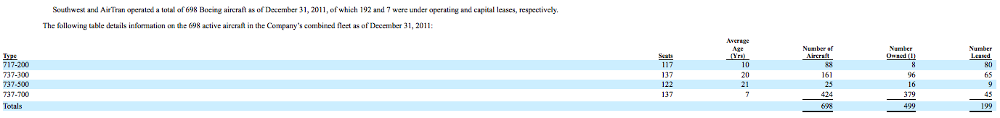 Southwest and AirTran operated a total of 698 Boeing aircraft as of December 31, 2011, of which 192 and 7 were under operating and capital leases, respectively.
The following table details information on the 698 active aircraft in the Company's combined fleet as of December 31, 2011:
Average
Age Number of Number Number
Type Seats (Yrs) Aircraft Owned (1) Leased
717-200 117 10 88 8 80
737-300 137 20 161 96 65
737-500 122 21 25 16 9
737-700 137 7 424 379 45
Totals 698 499 199